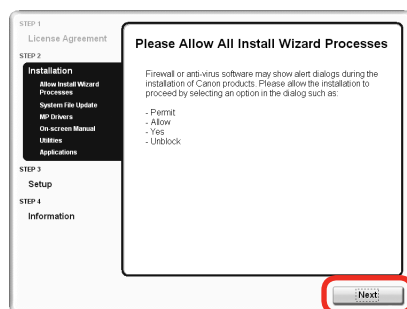 STEP 1
License Agreement
STEP 2
Installation
Allow Install Wizard
Processes
System File Update
MP Drivers
On-screen Manual
Utilities
Applications
STEP 3
Setup
STEP 4
Information
Please Allow All Install Wizard Processes
Firewall or anti-virus software may show alert dialogs during the
installation of Canon products. Please allow the installation to
proceed by selecting an option in the dialog such as:
- Permit
- Allow
- Yes
- Unblock
Next